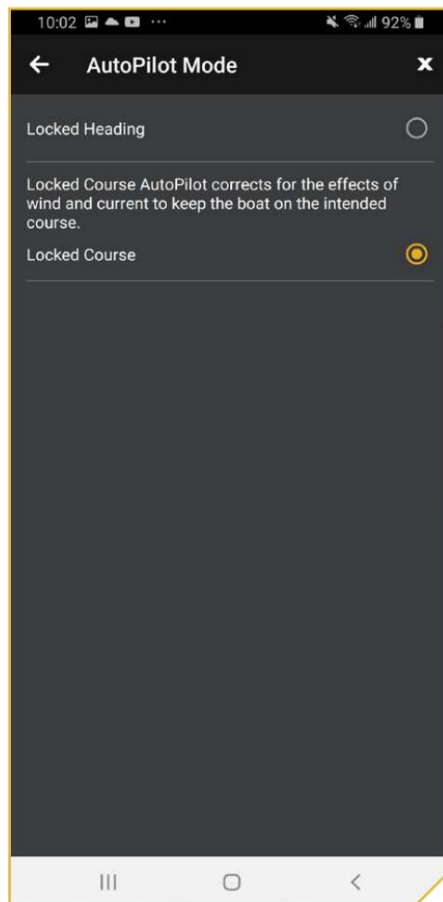 10:02 92%
AutoPilot Mode
Locked Heading
Locked Course AutoPilot corrects for the effects of
wind and current to keep the boat on the intended
course.
Locked Course